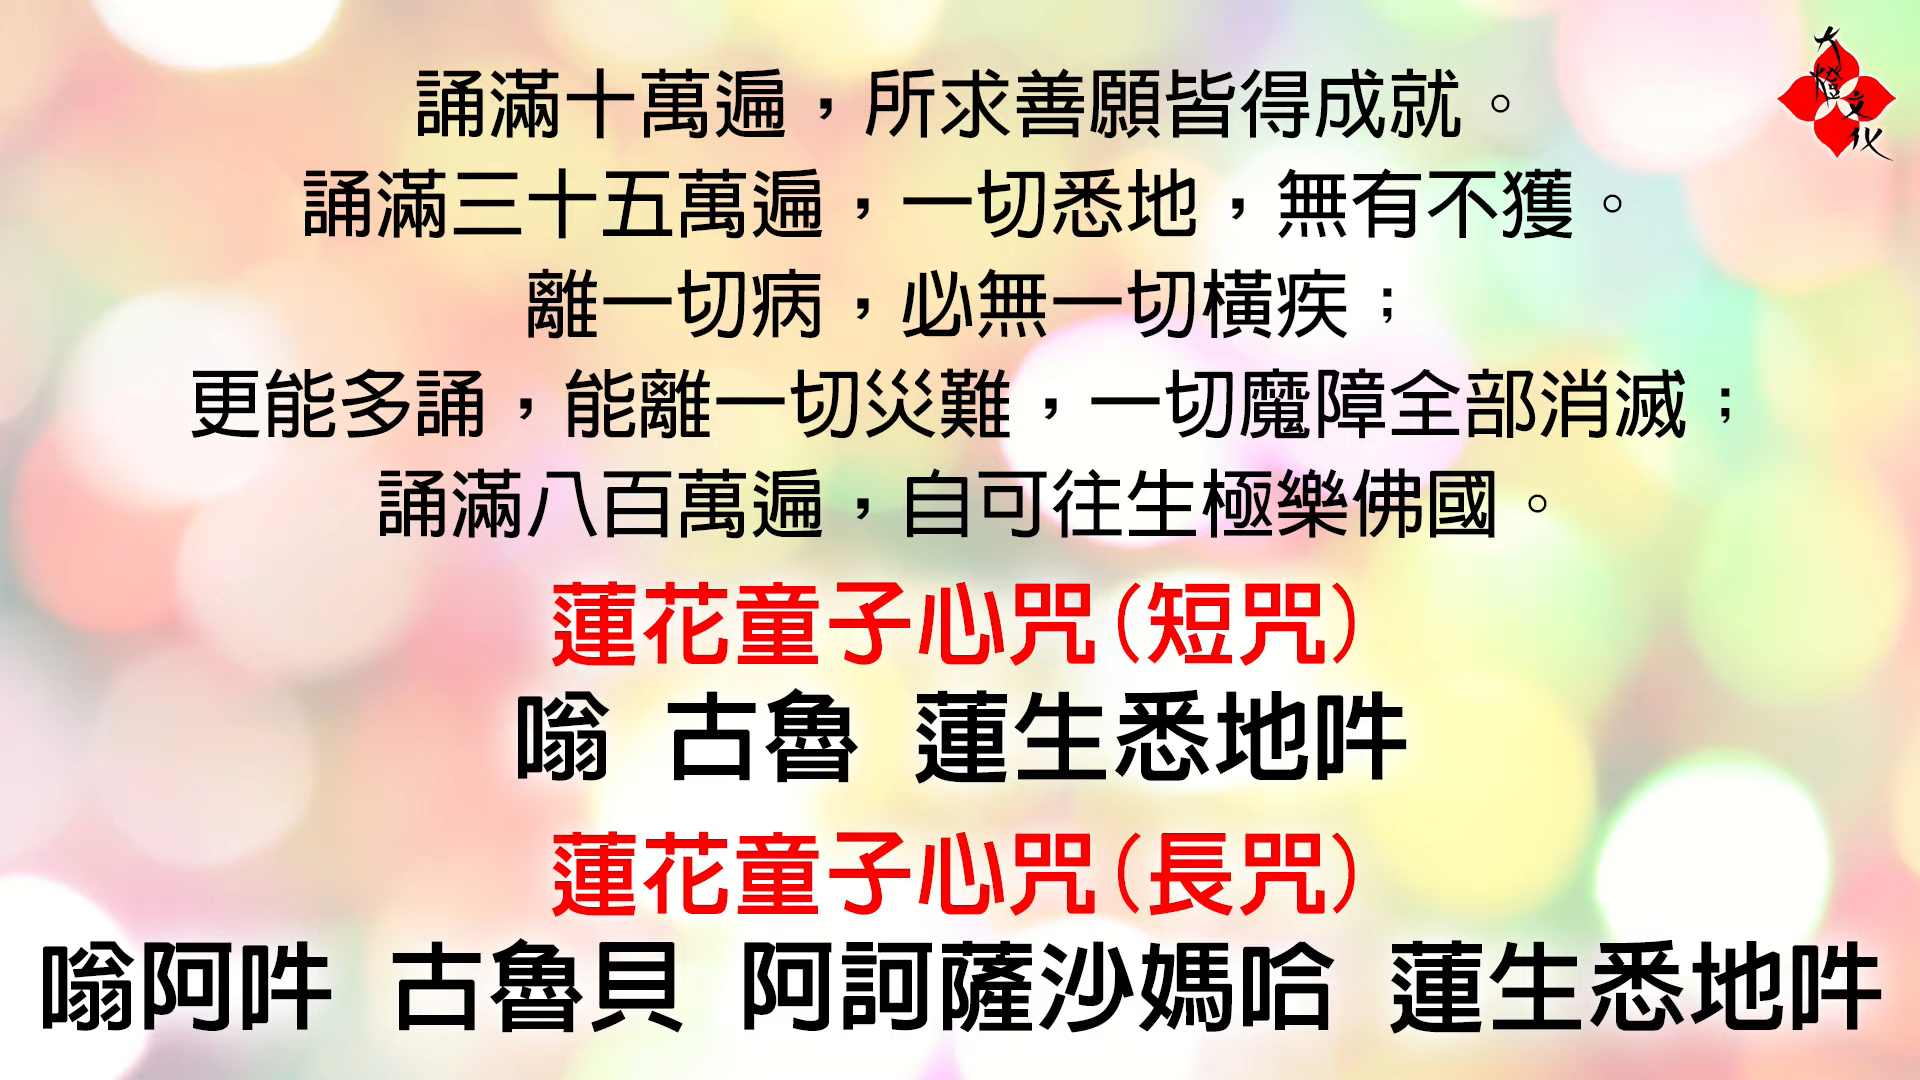 誦滿十萬遍，所求善願皆得成就。
誦滿三十五萬遍，一切悉地，無有不獲。
離一切病，必無一切橫疾；
更能多誦，能離一切災難，一切魔障全部消滅；
誦滿八百萬遍，自可往生極樂佛國。
蓮花童子心咒(短咒)
嗡 古魯 蓮生悉地吽
蓮花童子心咒(長咒)
嗡阿吽 古魯貝 阿訶薩沙媽哈 蓮生悉地吽
大燈文化